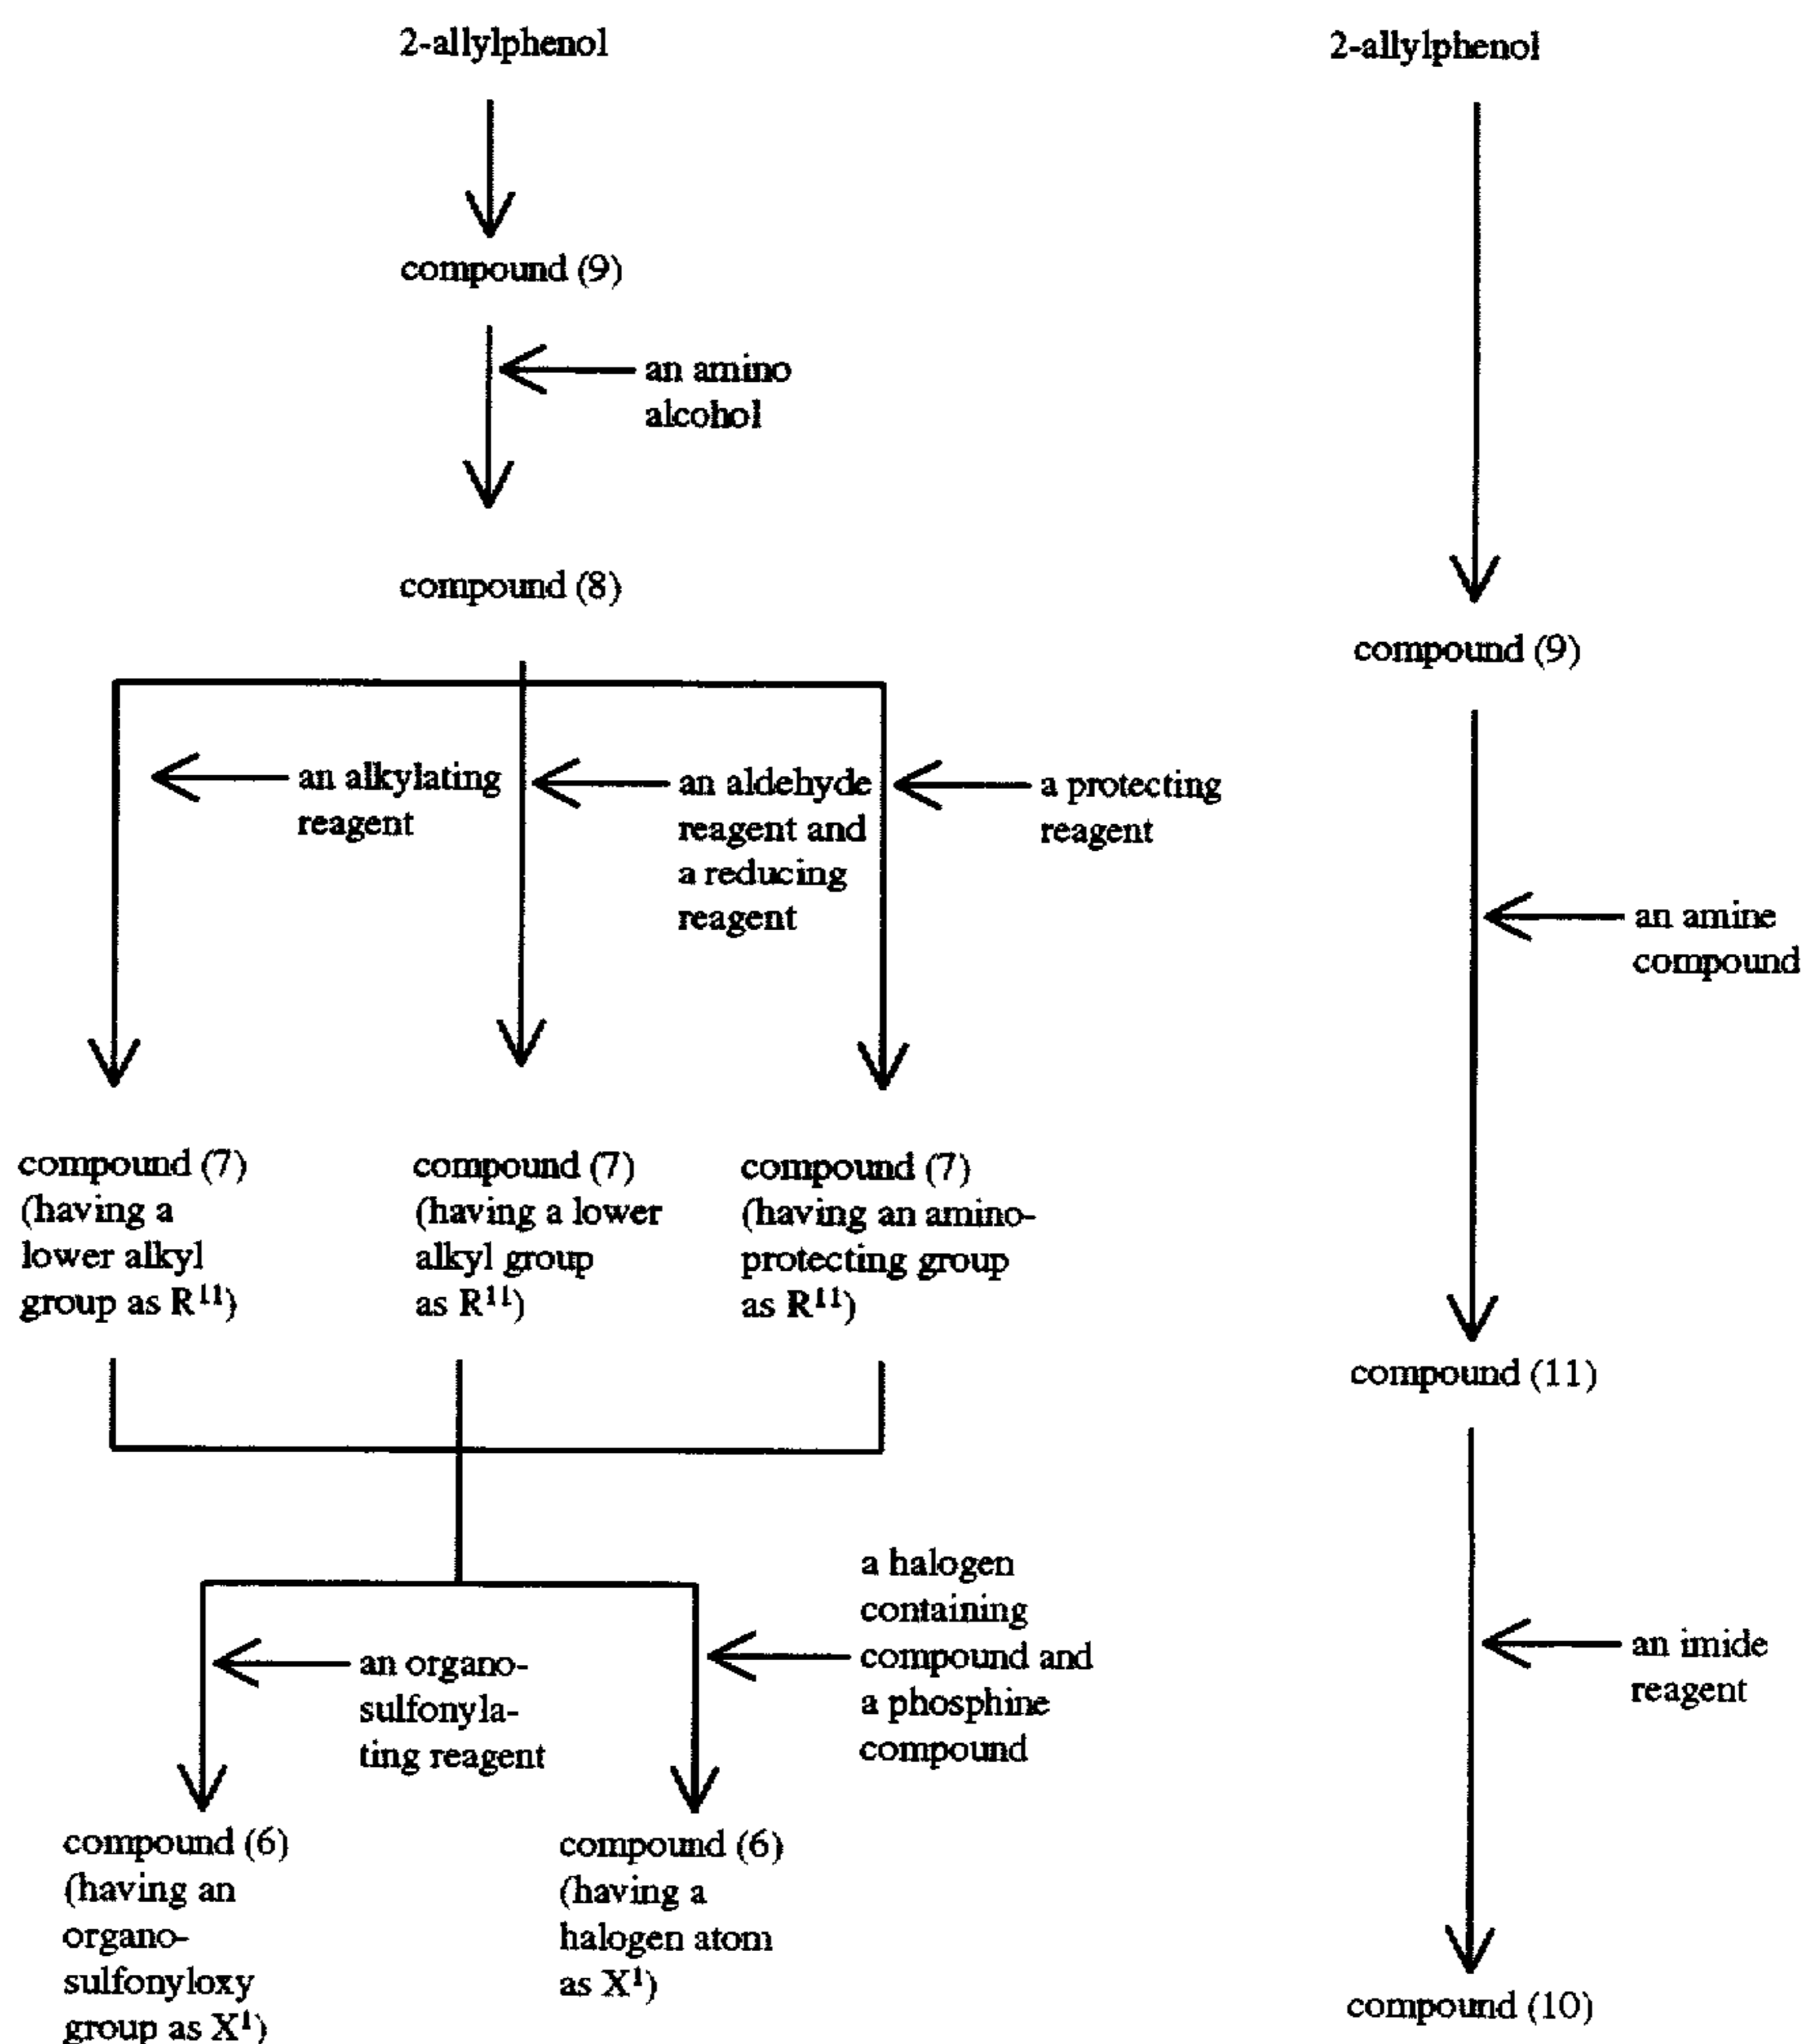 2-allylphenol
compound (9)
an amino
alcohol
compound (8)
an alkylating
reagent
an aldehyde
reagent and
a reducing
reagent
a protecting
reagent
compound (7)
(having a
lower alkyl
group as R¹¹)
compound (7)
(having a lower
alkyl group
as R¹¹)
compound (7)
(having an amino-
protecting group
as R¹¹)
an organo-
sulfonyla-
ting reagent
a halogen
containing
compound and
a phosphine
compound
compound (6)
(having an
organo-
sulfonyloxy
group as X¹)
compound (6)
(having a
halogen atom
as X¹)
2-allylphenol
compound (9)
an amine
compound
compound (11)
an imide
reagent
compound (10)